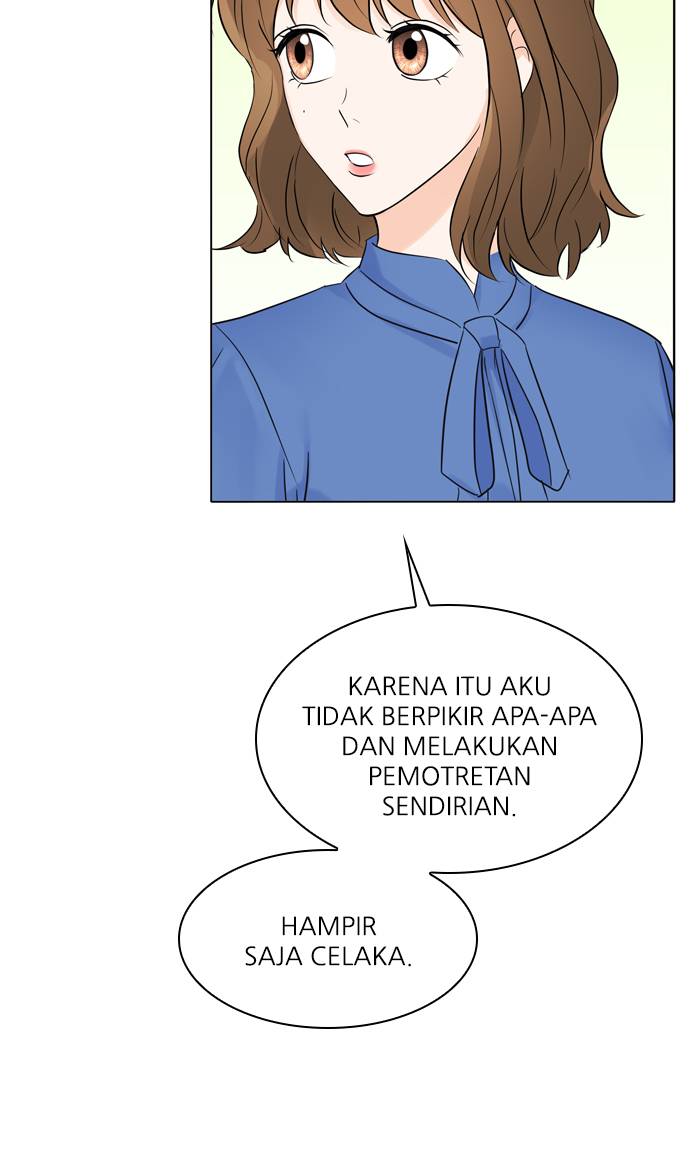 KARENA ITU AKU
TIDAK BERPIKIR APA-APA
DAN MELAKUKAN
PEMOTRETAN
SENDIRIAN.
HAMPIR
SAJA CELAKA.